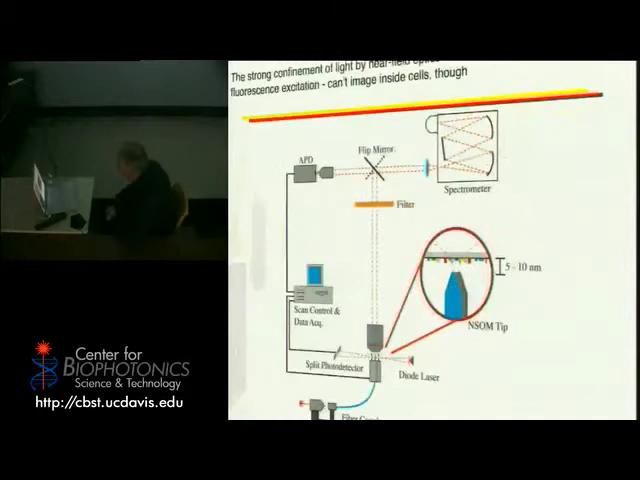 The strong confinement of light by near-field
fluorescence excitation - can't image inside cells, though
Flip Mirror
APD
Spectrometer
Filter
5 - 10 nm
Scan Control &
Data Acq.
NSOM Tip
Split Photodetector
Diode Laser
Fiber
Center for
BIOPHOTONICS
Science & Technology
http://cbst.ucdavis.edu